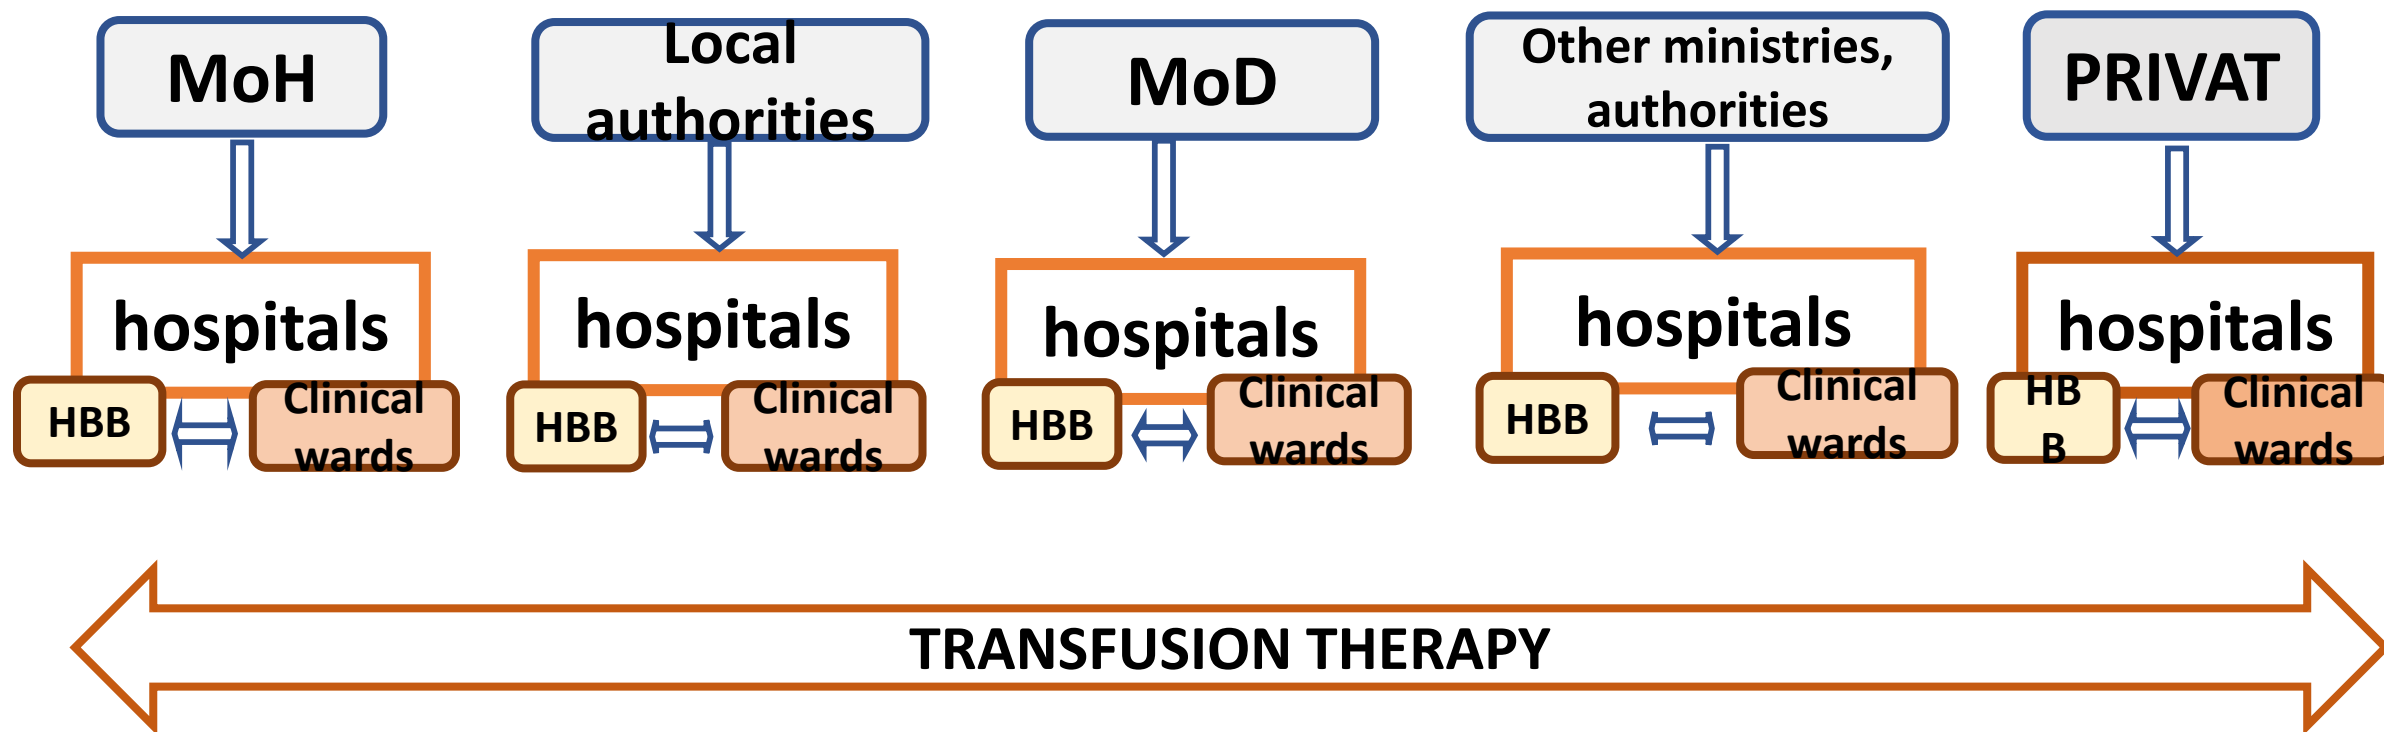 MoH
Local
authorities
MoD
Other ministries,
authorities
PRIVAT
hospitals
hospitals
hospitals
hospitals
hospitals
HBB
Clinical
wards
HBB
Clinical
wards
HBB
Clinical
wards
HBB
Clinical
wards
HB
B
Clinical
wards
TRANSFUSION THERAPY